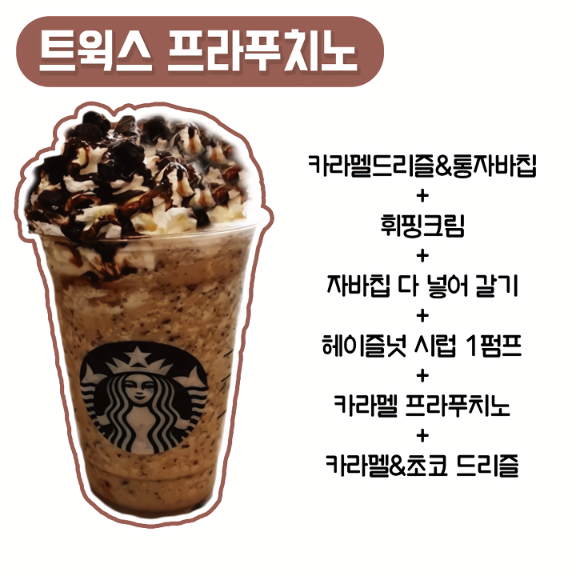 트윅스 프라푸치노
카라멜드리즐&통자바칩
+
휘핑크림
+
자바칩 다 넣어 갈기
+
헤이즐넛 시럽 1펌프
+
카라멜 프라푸치노
+
카라멜&초코 드리즐